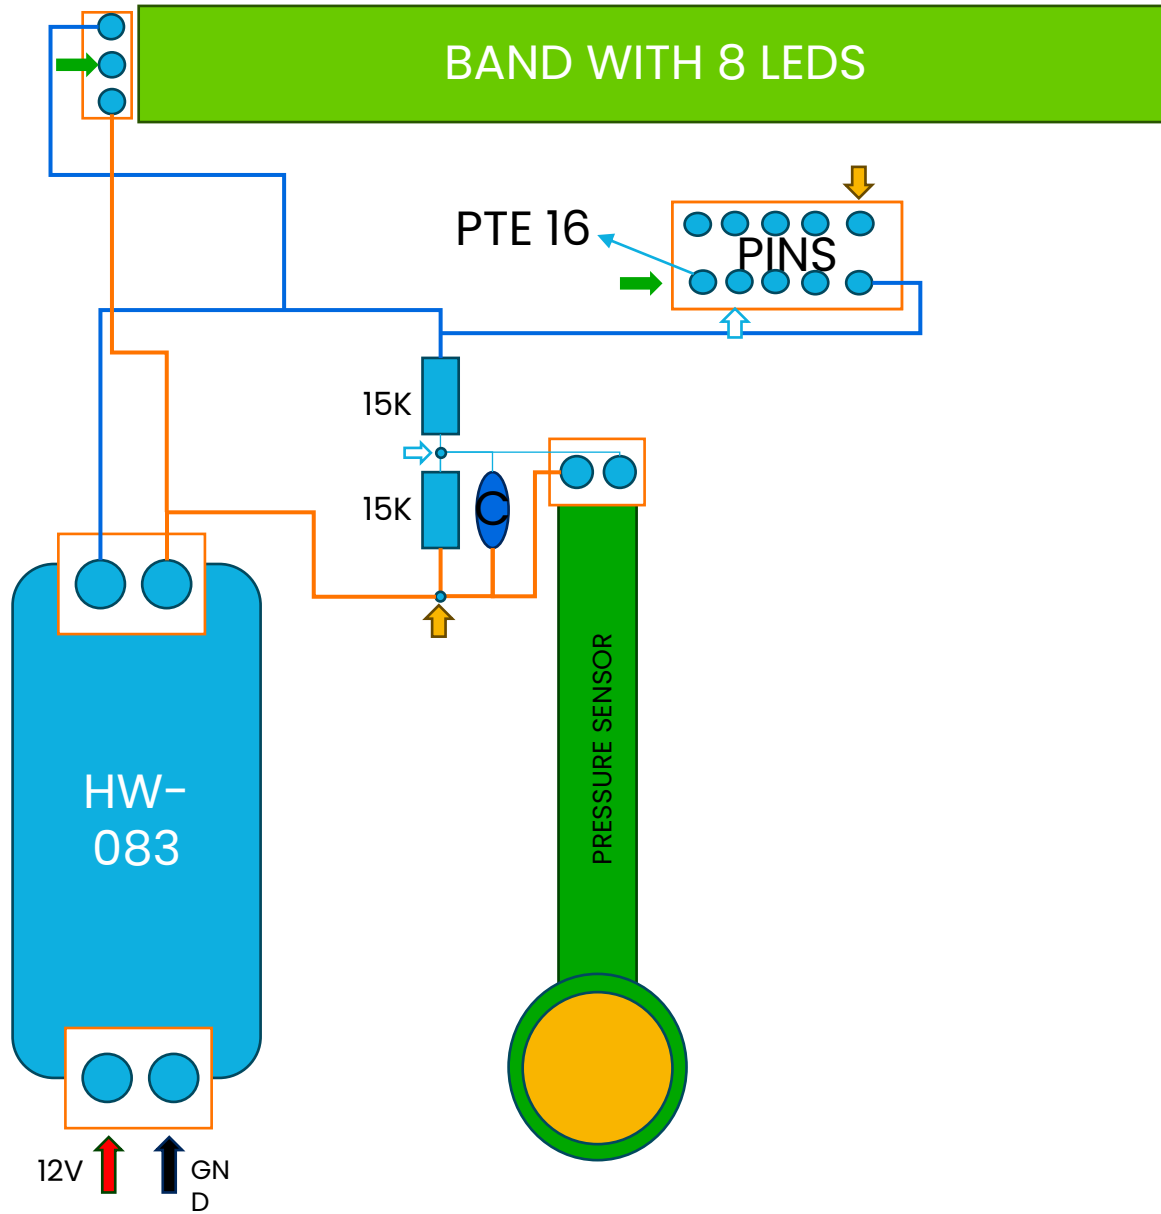 BAND WITH 8 LEDS
PTE 16
PINS
15K
15K
C
PRESSURE SENSOR
HW-
083
12V
GN
D